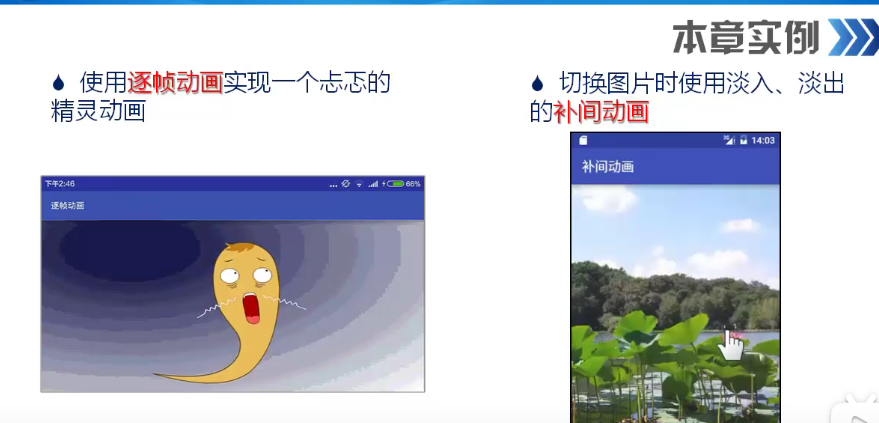 本章实例
使用逐帧动画实现一个忐忑的
精灵动画
切换图片时使用淡入、淡出
的补间动画
下午2:46
66%
逐帧动画
14:03
补间动画